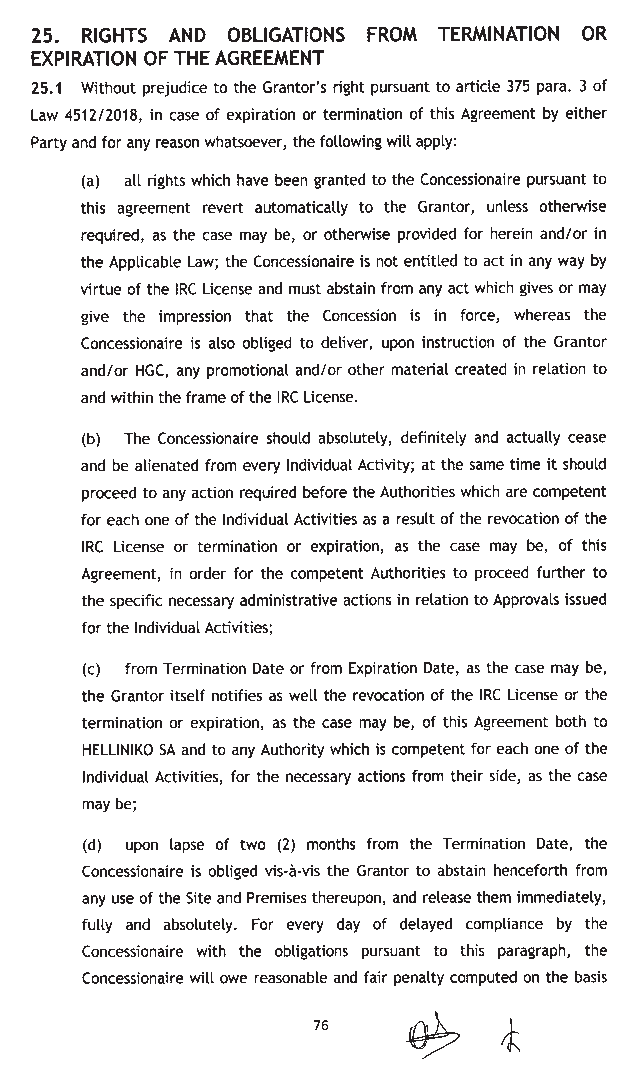 25. RIGHTS AND OBLIGATIONS FROM TERMINATION OR
EXPIRATION OF THE AGREEMENT
25.1 Without prejudice to the Grantor's right pursuant to article 375 para. 3 of
Law 4512/2018, in case of expiration or termination of this Agreement by either
Party and for any reason whatsoever, the following will apply:
(a) all rights which have been granted to the Concessionaire pursuant to
this agreement revert automatically to the Grantor, unless otherwise
required, as the case may be, or otherwise provided for herein and/or in
the Applicable Law; the Concessionaire is not entitled to act in any way by
virtue of the IRC License and must abstain from any act which gives or may
give the impression that the Concession is in force, whereas the
Concessionaire is also obliged to deliver, upon instruction of the Grantor
and/or HGC, any promotional and/or other material created in relation to
and within the frame of the IRC License.
(b) The Concessionaire should absolutely, definitely and actually cease
and be alienated from every Individual Activity; at the same time it should
proceed to any action required before the Authorities which are competent
for each one of the Individual Activities as a result of the revocation of the
IRC License or termination or expiration, as the case may be, of this
Agreement, in order for the competent Authorities to proceed further to
the specific necessary administrative actions in relation to Approvals issued
for the Individual Activities;
(c) from Termination Date or from Expiration Date, as the case may be,
the Grantor itself notifies as well the revocation of the IRC License or the
termination or expiration, as the case may be, of this Agreement both to
HELLINIKO SA and to any Authority which is competent for each one of the
Individual Activities, for the necessary actions from their side, as the case
may be;
(d) upon lapse of two (2) months from the Termination Date, the
Concessionaire is obliged vis-à-vis the Grantor to abstain henceforth from
any use of the Site and Premises thereupon, and release them immediately,
fully and absolutely. For every day of delayed compliance by the
Concessionaire with the obligations pursuant to this paragraph, the
Concessionaire will owe reasonable and fair penalty computed on the basis
76